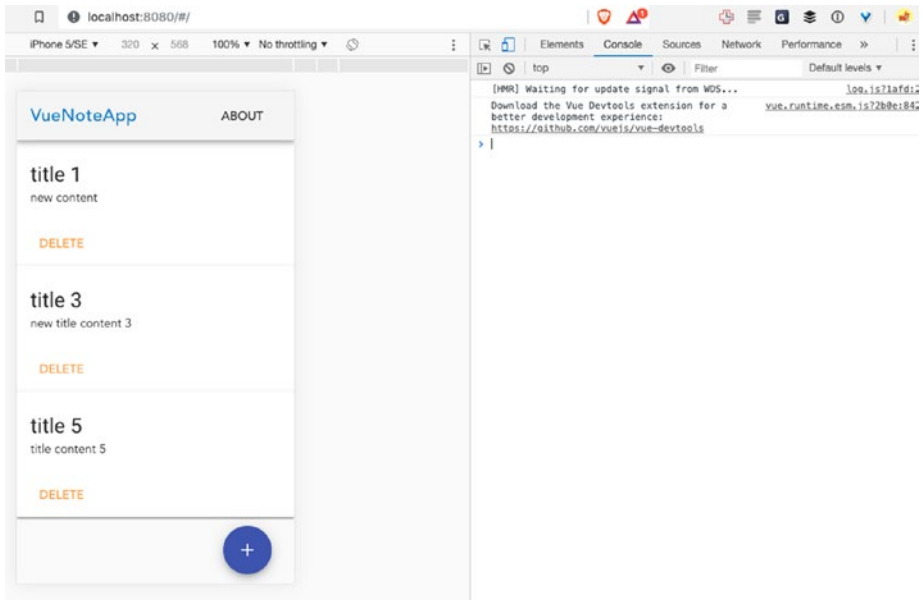 localhost:8080/#/
iPhone 5/SE ▼ 320 x 568 100% ▼ No throttling ▼
Elements Console Sources Network Performance »
top ▼ Filter Default levels ▼
[HMR] Waiting for update signal from WDS... log.js?1afd:2
Download the Vue Devtools extension for a vue.runtime.esm.js?2b0e:842
better development experience:
https://github.com/vuejs/vue-devtools
>
VueNoteApp ABOUT
title 1
new content
DELETE
title 3
new title content 3
DELETE
title 5
title content 5
DELETE
+